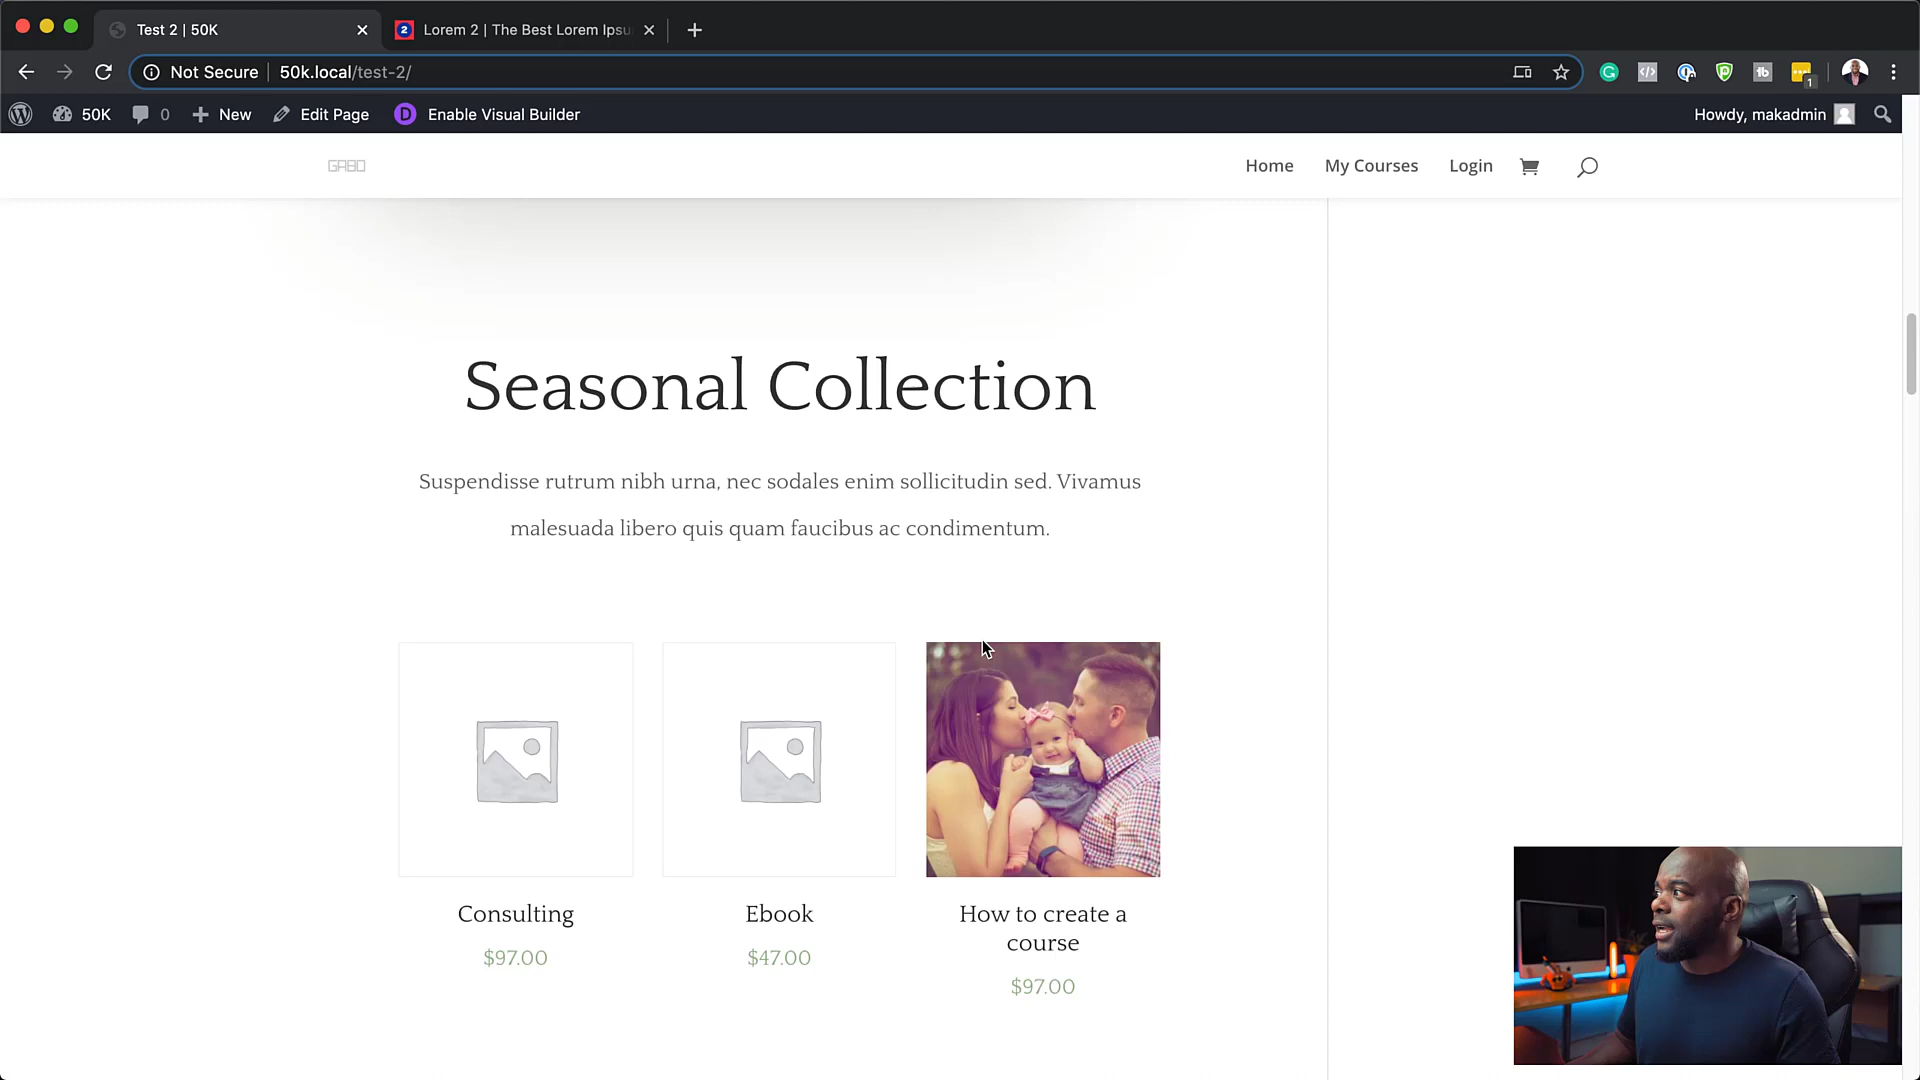 Test 2 | 50K
Lorem 2 | The Best Lorem Ipsu
Not Secure
50k.local/test-2/
1
50K
0
New
Edit Page
D
Enable Visual Builder
Howdy, makadmin
GABO
Home
My Courses
Login
Seasonal Collection
Suspendisse rutrum nibh urna, nec sodales enim sollicitudin sed. Vivamus
malesuada libero quis quam faucibus ac condimentum.
Consulting
$97.00
Ebook
$47.00
How to create a
course
$97.00